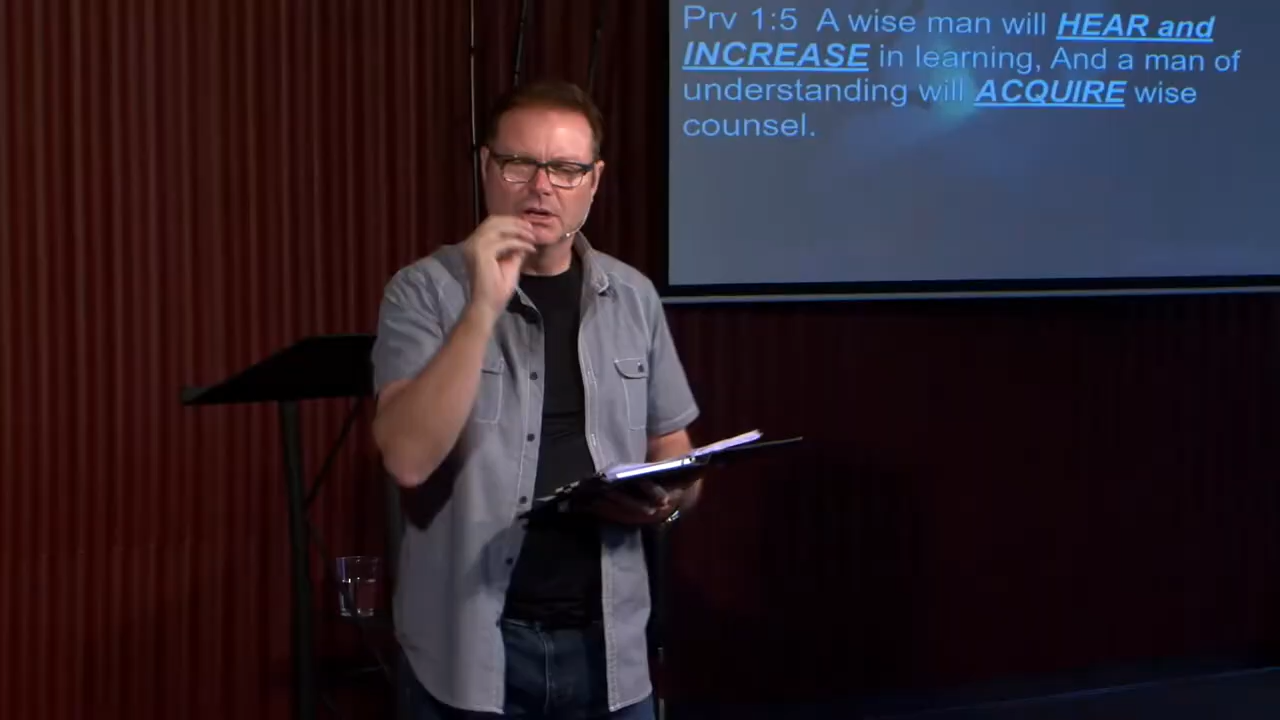 Prv 1:5 A wise man will HEAR and
INCREASE in learning, And a man of
understanding will ACQUIRE wise
counsel.